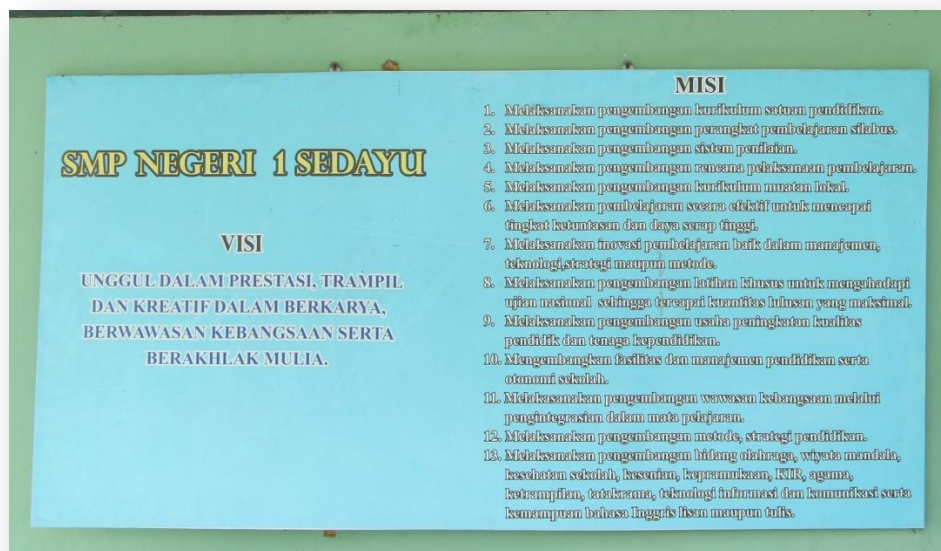 SMP NEGERI 1 SEDAYU
VISI
UNGGUL DALAM PRESTASI, TRAMPIL
DAN KREATIF DALAM BERKARYA,
BERWAWASAN KEBANGSAAN SERTA
BERAKHLAK MULIA.
MISI
1. Melaksanakan pengembangan kurikulum satuan pendidikan.
2. Melaksanakan pengembangan perangkat pembelajaran silabus.
3. Melaksanakan pengembangan sistem penilaian.
4. Melaksanakan pengembangan rencana pelaksanaan pembelajaran.
5. Melaksanakan pengembangan kurikulum muatan lokal.
6. Melaksanakan pembelajaran secara efektif untuk mencapai
tingkat ketuntasan dan daya serap tinggi.
7. Melaksanakan inovasi pembelajaran baik dalam manajemen,
teknologi,strategi maupun metode.
8. Melaksanakan pengembangan latihan khusus untuk mengahadapi
ujian nasional sehingga tercapai kuantitas lulusan yang maksimal.
9. Melaksanakan pengembangan usaha peningkatan kualitas
pendidik dan tenaga kependidikan.
10. Mengembangkan fasilitas dan manajemen pendidikan serta
otonomi sekolah.
11. Melakasanakan pengembangan wawasan kebangsaan melalui
pengintegrasian dalam mata pelajaran.
12. Melaksanakan pengembangan metode, strategi pendidikan.
13. Melaksanakan pengembangan bidang olahraga, wiyata mandala,
kesehatan sekolah, kesenian, kepramukaan, KIR, agama,
ketrampilan, tatakrama, teknologi informasi dan komunikasi serta
kemampuan bahasa Inggris lisan maupun tulis.